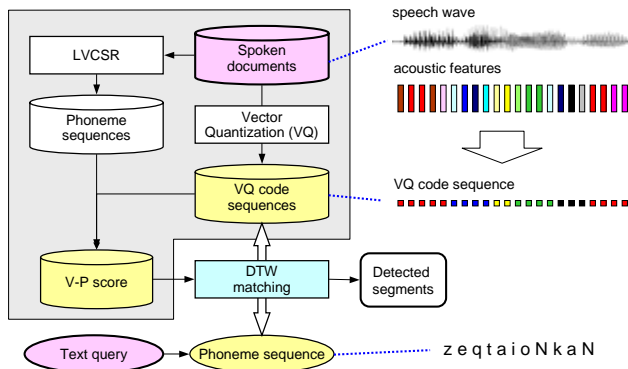 speech wave
LVCSR
Spoken
documents
acoustic features
Phoneme
sequences
Vector
Quantization (VQ)
VQ code
sequences
VQ code sequence
V-P score
DTW
matching
Detected
segments
Text query
Phoneme sequence
z e q t a i o N k a N